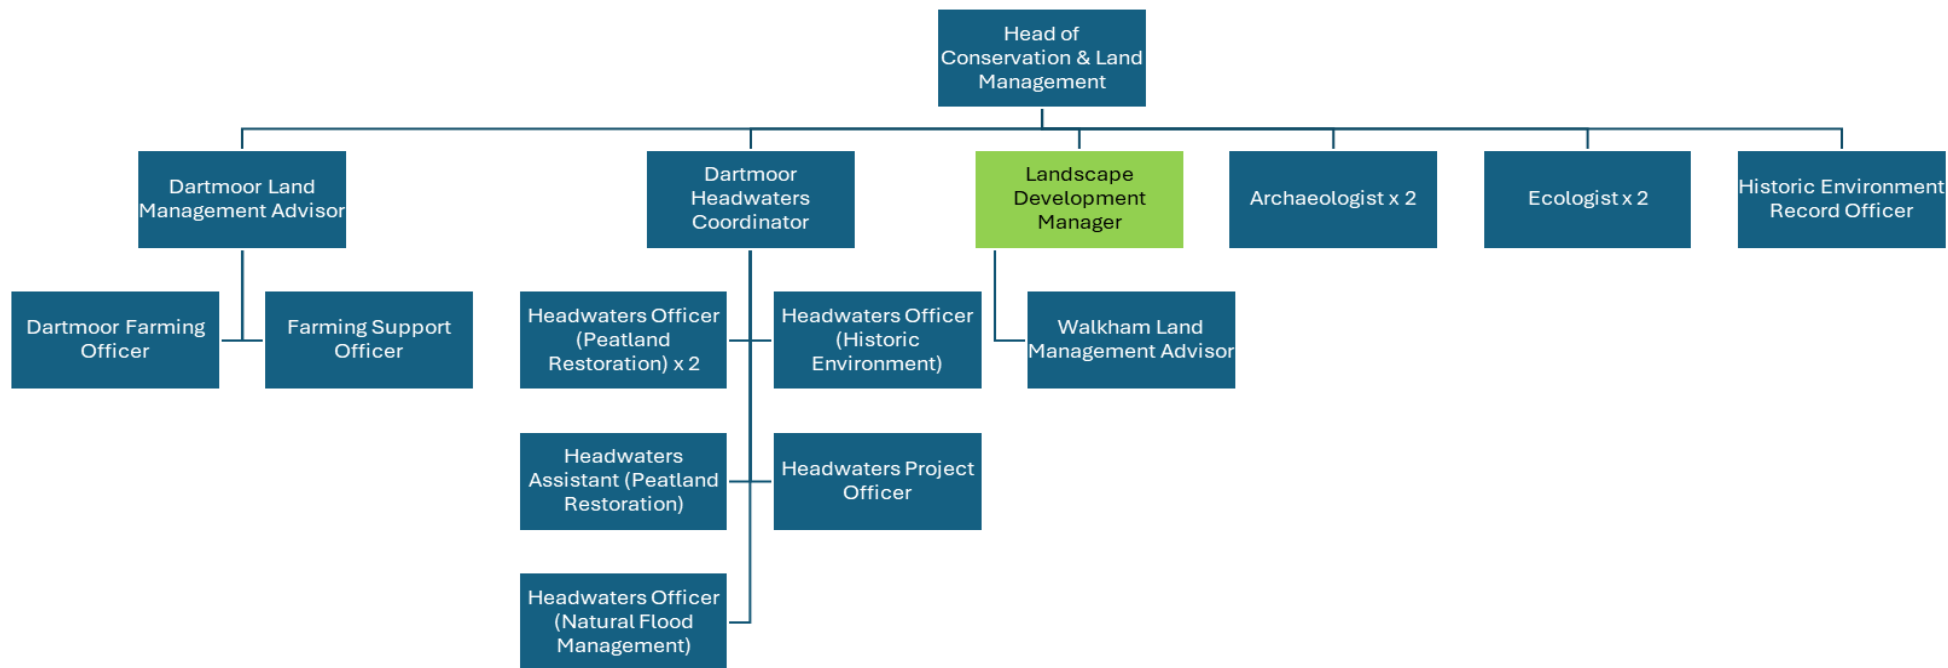 Head of
Conservation & Land
Management
Dartmoor Land
Management Advisor
Dartmoor
Headwaters
Coordinator
Landscape
Development
Manager
Archaeologist x 2
Ecologist x 2
Historic Environment
Record Officer
Dartmoor Farming
Officer
Farming Support
Officer
Headwaters Officer
(Peatland
Restoration) x 2
Headwaters Officer
(Historic
Environment)
Walkham Land
Management Advisor
Headwaters
Assistant (Peatland
Restoration)
Headwaters Project
Officer
Headwaters Officer
(Natural Flood
Management)